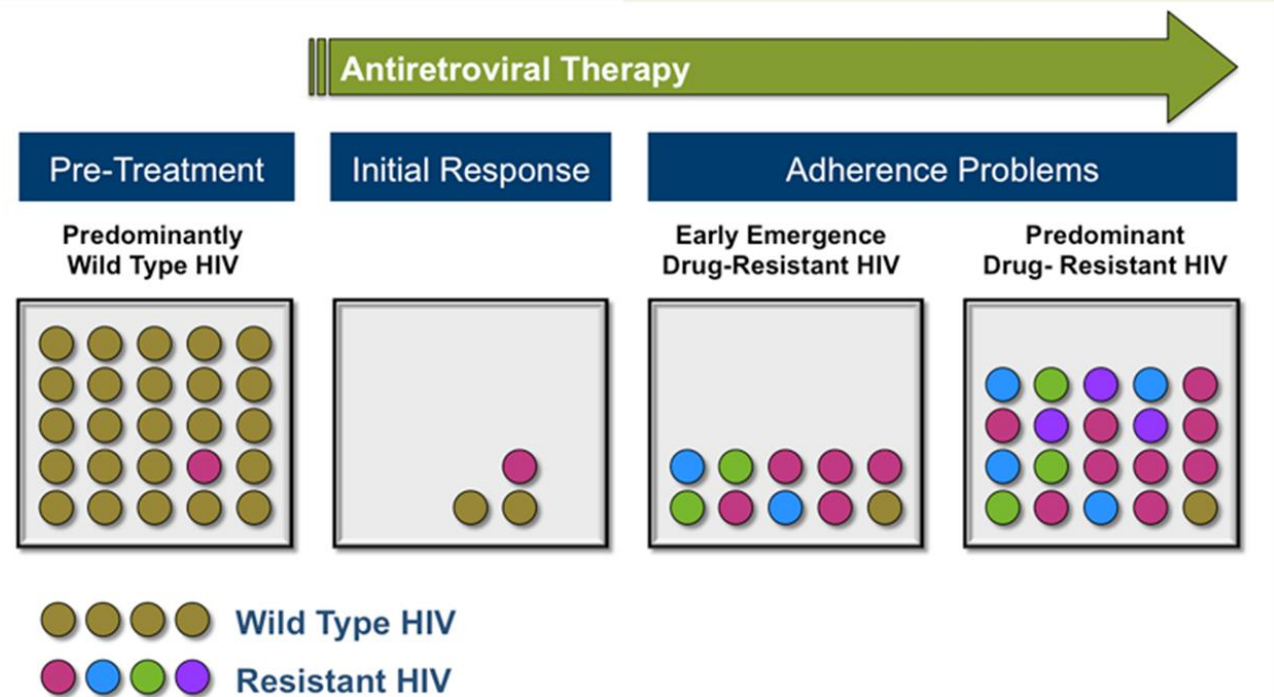 Antiretroviral Therapy
Pre-Treatment
Initial Response
Adherence Problems
Predominantly
Wild Type HIV
Early Emergence
Drug-Resistant HIV
Predominant
Drug- Resistant HIV
Wild Type HIV
Resistant HIV